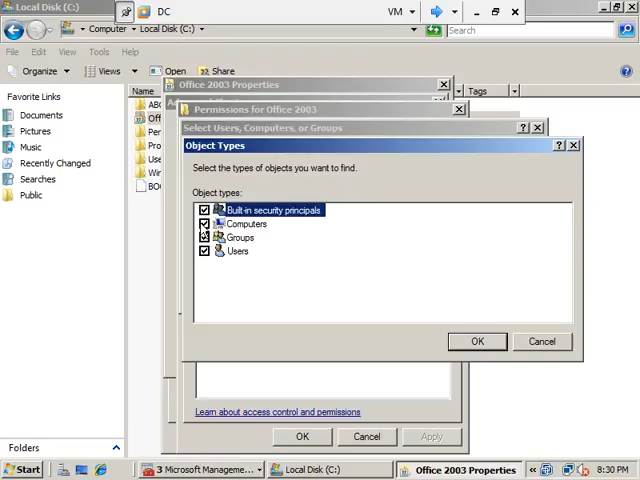 Local Disk (C:)
DC
VM
Computer
Local Disk (C:)
Search
File
Edit
View
Tools
Help
Organize
Views
Open
Share
Favorite Links
Documents
Pictures
Music
Recently Changed
Searches
Public
Folders
Name
Tags
Office 2003 Properties
Permissions for Office 2003
Select Users, Computers, or Groups
Object Types
Select the types of objects you want to find.
Object types:
Built-in security principals
Computers
Groups
Users
OK
Cancel
Learn about access control and permissions
OK
Cancel
Apply
Start
3 Microsoft Manageme...
Local Disk (C:)
Office 2003 Properties
8:30 PM